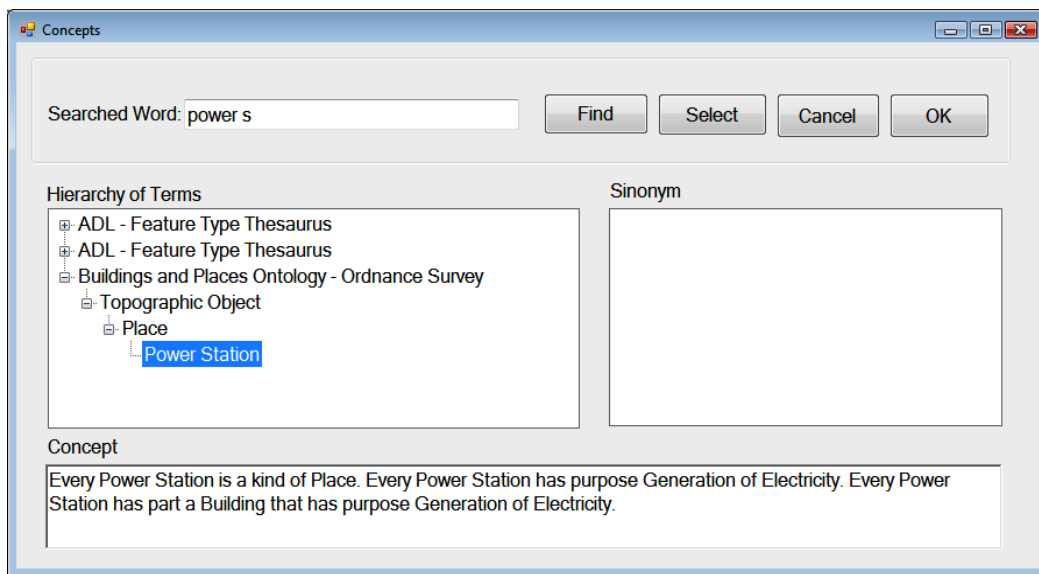 Concepts
Searched Word: power s
Find
Select
Cancel
OK
Hierarchy of Terms
Sinonym
ADL - Feature Type Thesaurus
ADL - Feature Type Thesaurus
Buildings and Places Ontology - Ordnance Survey
Topographic Object
Place
Power Station
Concept
Every Power Station is a kind of Place. Every Power Station has purpose Generation of Electricity. Every Power
Station has part a Building that has purpose Generation of Electricity.